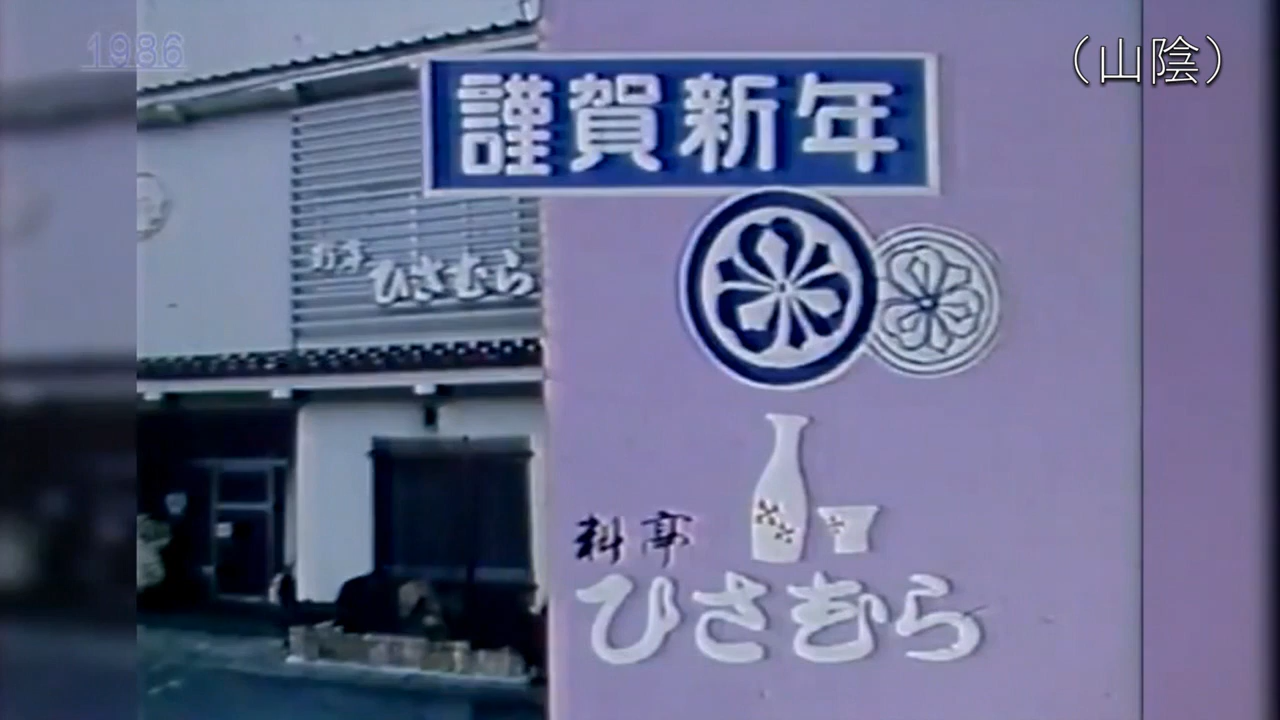 1986
（山陰）
謹賀新年
料亭
ひさむら
料亭
ひさむら